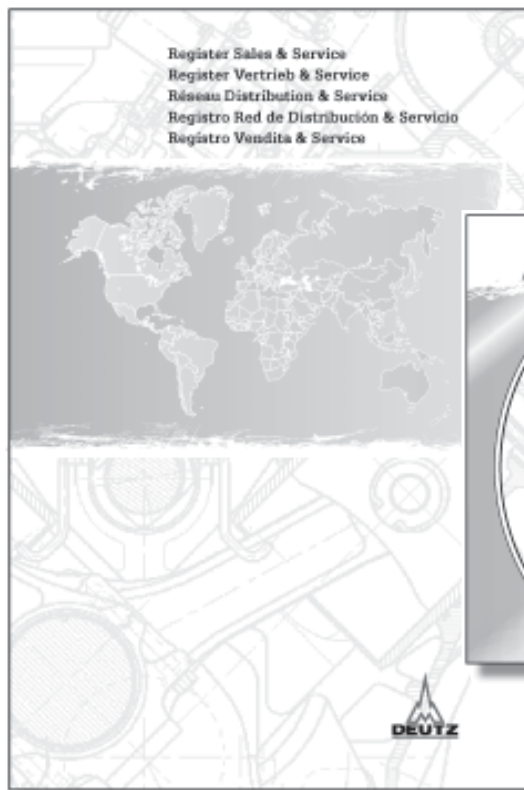 Register Sales & Service
Register Vertrieb & Service
Réseau Distribution & Service
Registro Red de Distribución & Servicio
Registro Vendita & Service
DEUTZ